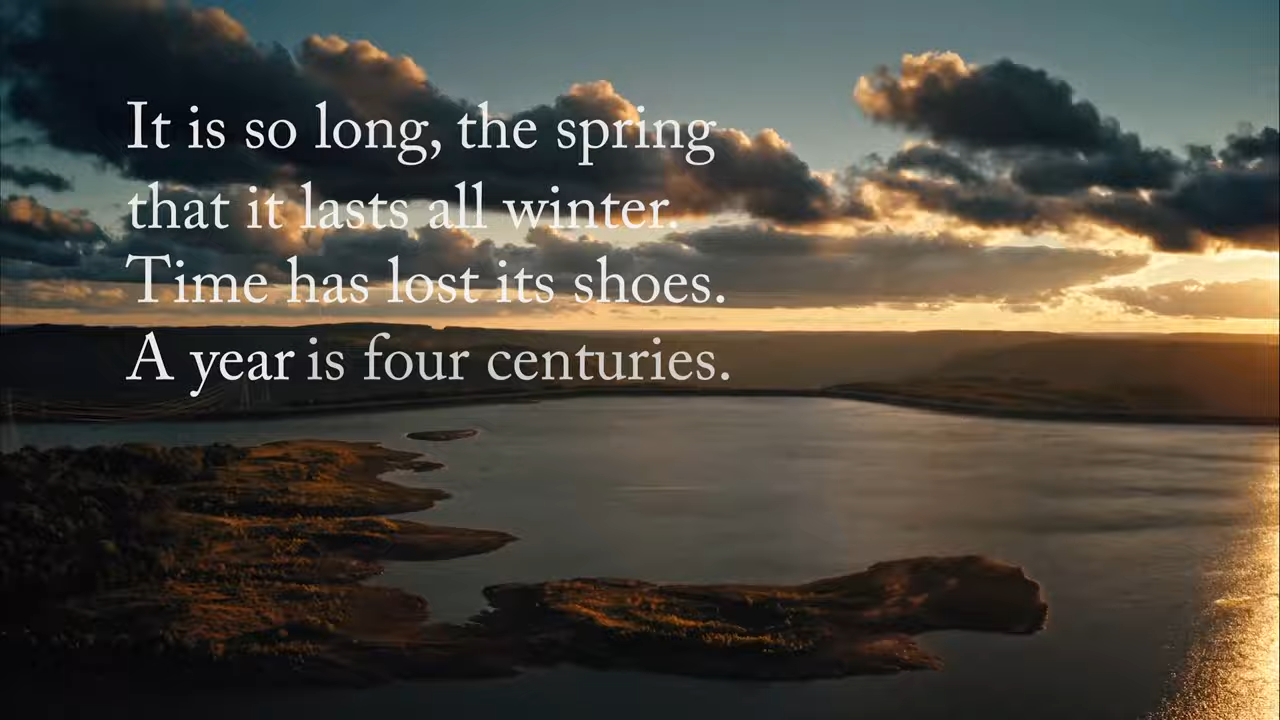 It is so long, the spring
that it lasts all winter.
Time has lost its shoes.
A year is four centuries.